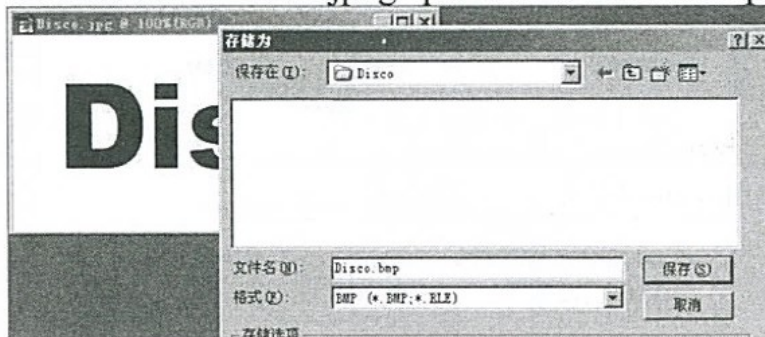 Disco.jpg @ 100%(RGB)
存储为
保存在(I): Disco
Dis
文件名(N): Disco.bmp 保存(S)
格式(F): BMP (*.BMP;*.RLE) 取消
存储选项